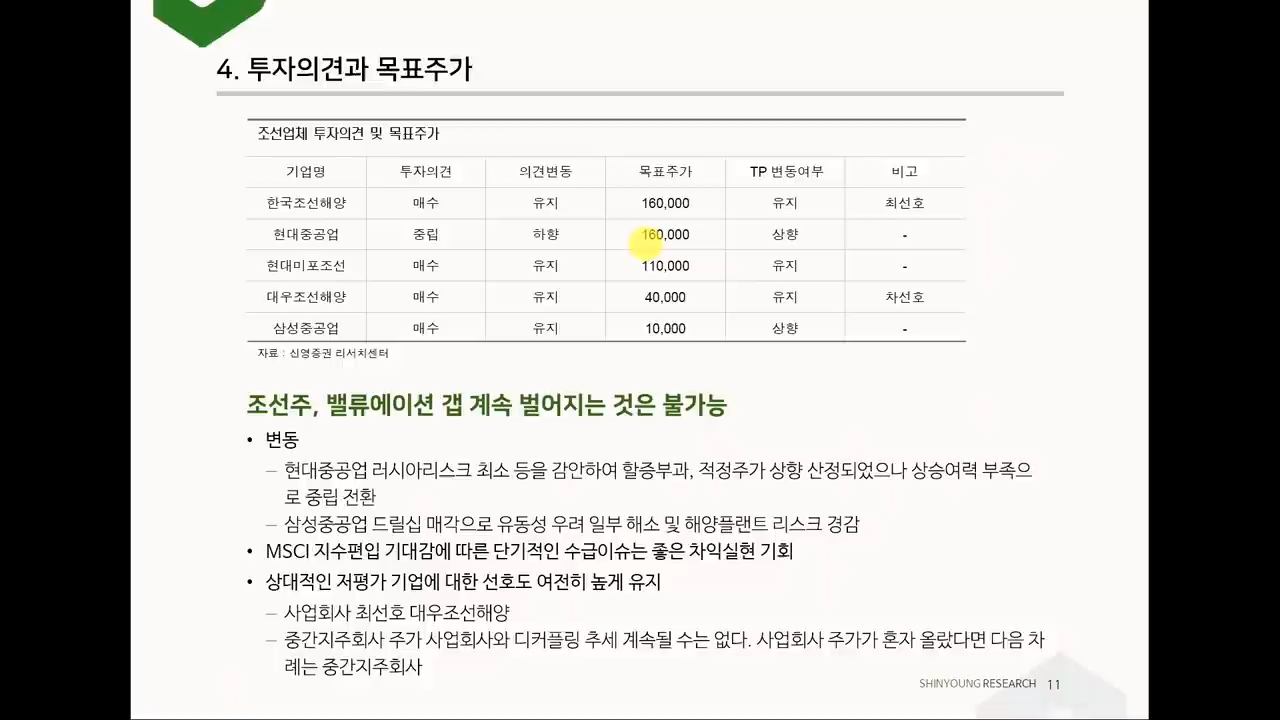 4. 투자의견과 목표주가
조선업체 투자의견 및 목표주가
기업명 투자의견 의견변동 목표주가 TP 변동여부 비고
한국조선해양 매수 유지 160,000 유지 최선호
현대중공업 중립 하향 160,000 상향 -
현대미포조선 매수 유지 110,000 유지 -
대우조선해양 매수 유지 40,000 유지 차선호
삼성중공업 매수 유지 10,000 상향 -
자료 : 신영증권 리서치센터
조선주, 밸류에이션 갭 계속 벌어지는 것은 불가능
• 변동
– 현대중공업 러시아리스크 최소 등을 감안하여 할증부과, 적정주가 상향 산정되었으나 상승여력 부족으
로 중립 전환
– 삼성중공업 드릴십 매각으로 유동성 우려 일부 해소 및 해양플랜트 리스크 경감
• MSCI 지수편입 기대감에 따른 단기적인 수급이슈는 좋은 차익실현 기회
• 상대적인 저평가 기업에 대한 선호도 여전히 높게 유지
– 사업회사 최선호 대우조선해양
– 중간지주회사 주가 사업회사와 디커플링 추세 계속될 수는 없다. 사업회사 주가가 혼자 올랐다면 다음 차
례는 중간지주회사
SHINYOUNG RESEARCH 11